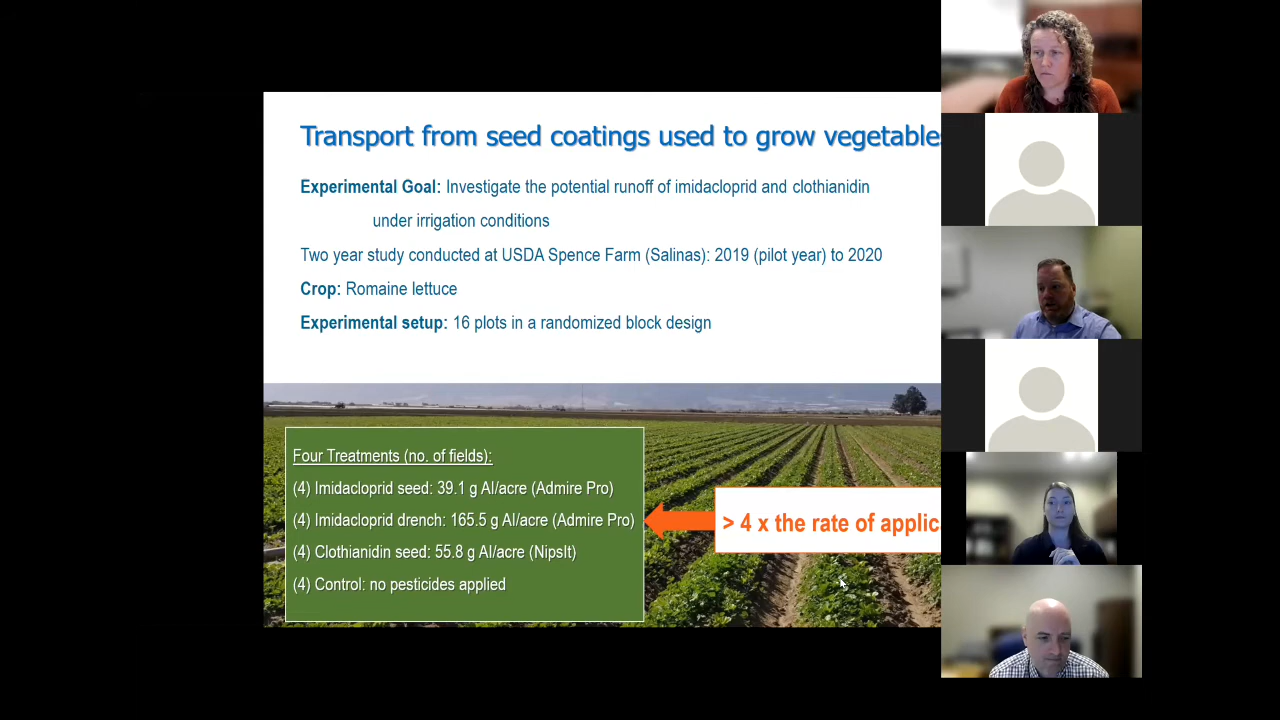 Transport from seed coatings used to grow vegetables
Experimental Goal: Investigate the potential runoff of imidacloprid and clothianidin
under irrigation conditions
Two year study conducted at USDA Spence Farm (Salinas): 2019 (pilot year) to 2020
Crop: Romaine lettuce
Experimental setup: 16 plots in a randomized block design
Four Treatments (no. of fields):
(4) Imidacloprid seed: 39.1 g AI/acre (Admire Pro)
(4) Imidacloprid drench: 165.5 g AI/acre (Admire Pro)
> 4 x the rate of applic
(4) Clothianidin seed: 55.8 g AI/acre (NipsIt)
(4) Control: no pesticides applied